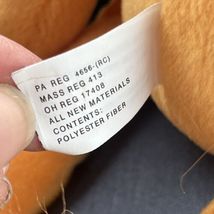 PA REG 4656-(RC)
MASS REG 413
OH REG 17408
ALL NEW MATERIALS
CONTENTS:
POLYESTER FIBER